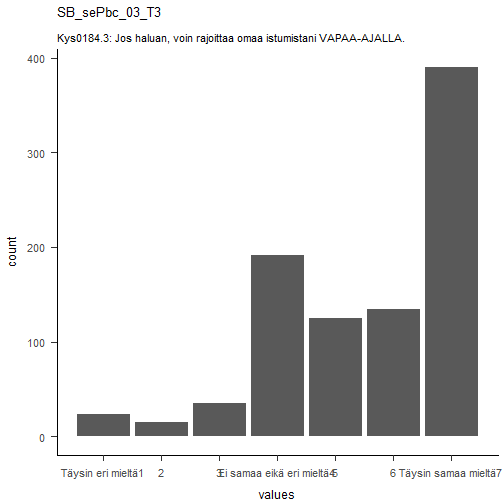 SB_sePbc_03_T3
Kys0184.3: Jos haluan, voin rajoittaa omaa istumistani VAPAA-AJALLA.
400
300
200
100
0
count
Täysin eri mieltä1 2 3 Ei samaa eikä eri mieltä4 5 6 Täysin samaa mieltä7
values